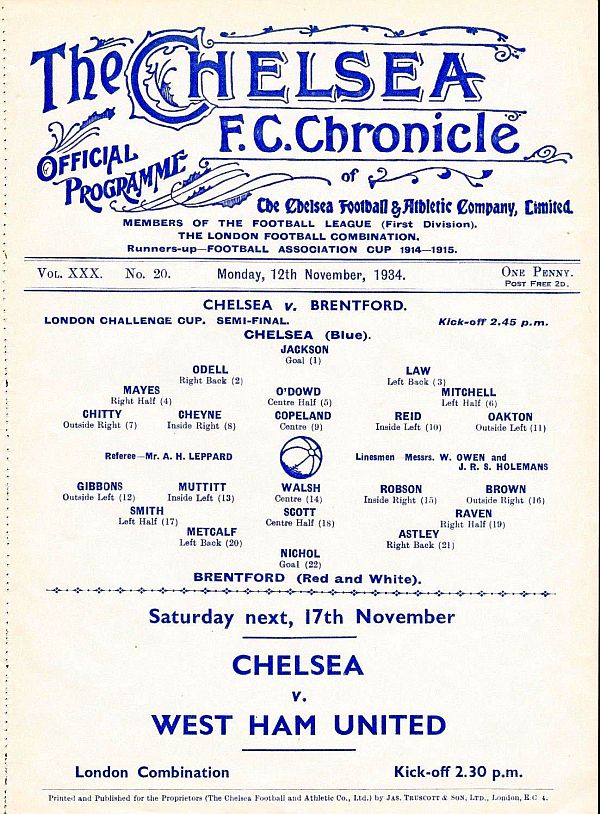 The CHELSEA
F.C. Chronicle
OFFICIAL PROGRAMME
of
The Chelsea Football & Athletic Company, Limited.
MEMBERS OF THE FOOTBALL LEAGUE (First Division).
THE LONDON FOOTBALL COMBINATION.
Runners-up—FOOTBALL ASSOCIATION CUP 1914—1915.
VOL. XXX. No. 20. Monday, 12th November, 1934. ONE PENNY.
POST FREE 2D.
CHELSEA v. BRENTFORD.
LONDON CHALLENGE CUP. SEMI-FINAL. Kick-off 2.45 p.m.
CHELSEA (Blue).
JACKSON
Goal (1)
ODELL LAW
Right Back (2) Left Back (3)
MAYES O'DOWD MITCHELL
Right Half (4) Centre Half (5) Left Half (6)
CHITTY CHEYNE COPELAND REID OAKTON
Outside Right (7) Inside Right (8) Centre (9) Inside Left (10) Outside Left (11)
Referee—Mr. A. H. LEPPARD Linesmen—Messrs. W. OWEN and
J. R. S. HOLEMANS
GIBBONS MUTTITT WALSH ROBSON BROWN
Outside Left (12) Inside Left (13) Centre (14) Inside Right (15) Outside Right (16)
SMITH SCOTT RAVEN
Left Half (17) Centre Half (18) Right Half (19)
METCALF ASTLEY
Left Back (20) Right Back (21)
NICHOL
Goal (22)
BRENTFORD (Red and White).
Saturday next, 17th November
CHELSEA
v.
WEST HAM UNITED
London Combination Kick-off 2.30 p.m.
Printed and Published for the Proprietors (The Chelsea Football and Athletic Co., Ltd.) by JAS. TRUSCOTT & SON, LTD., London, E.C. 4.